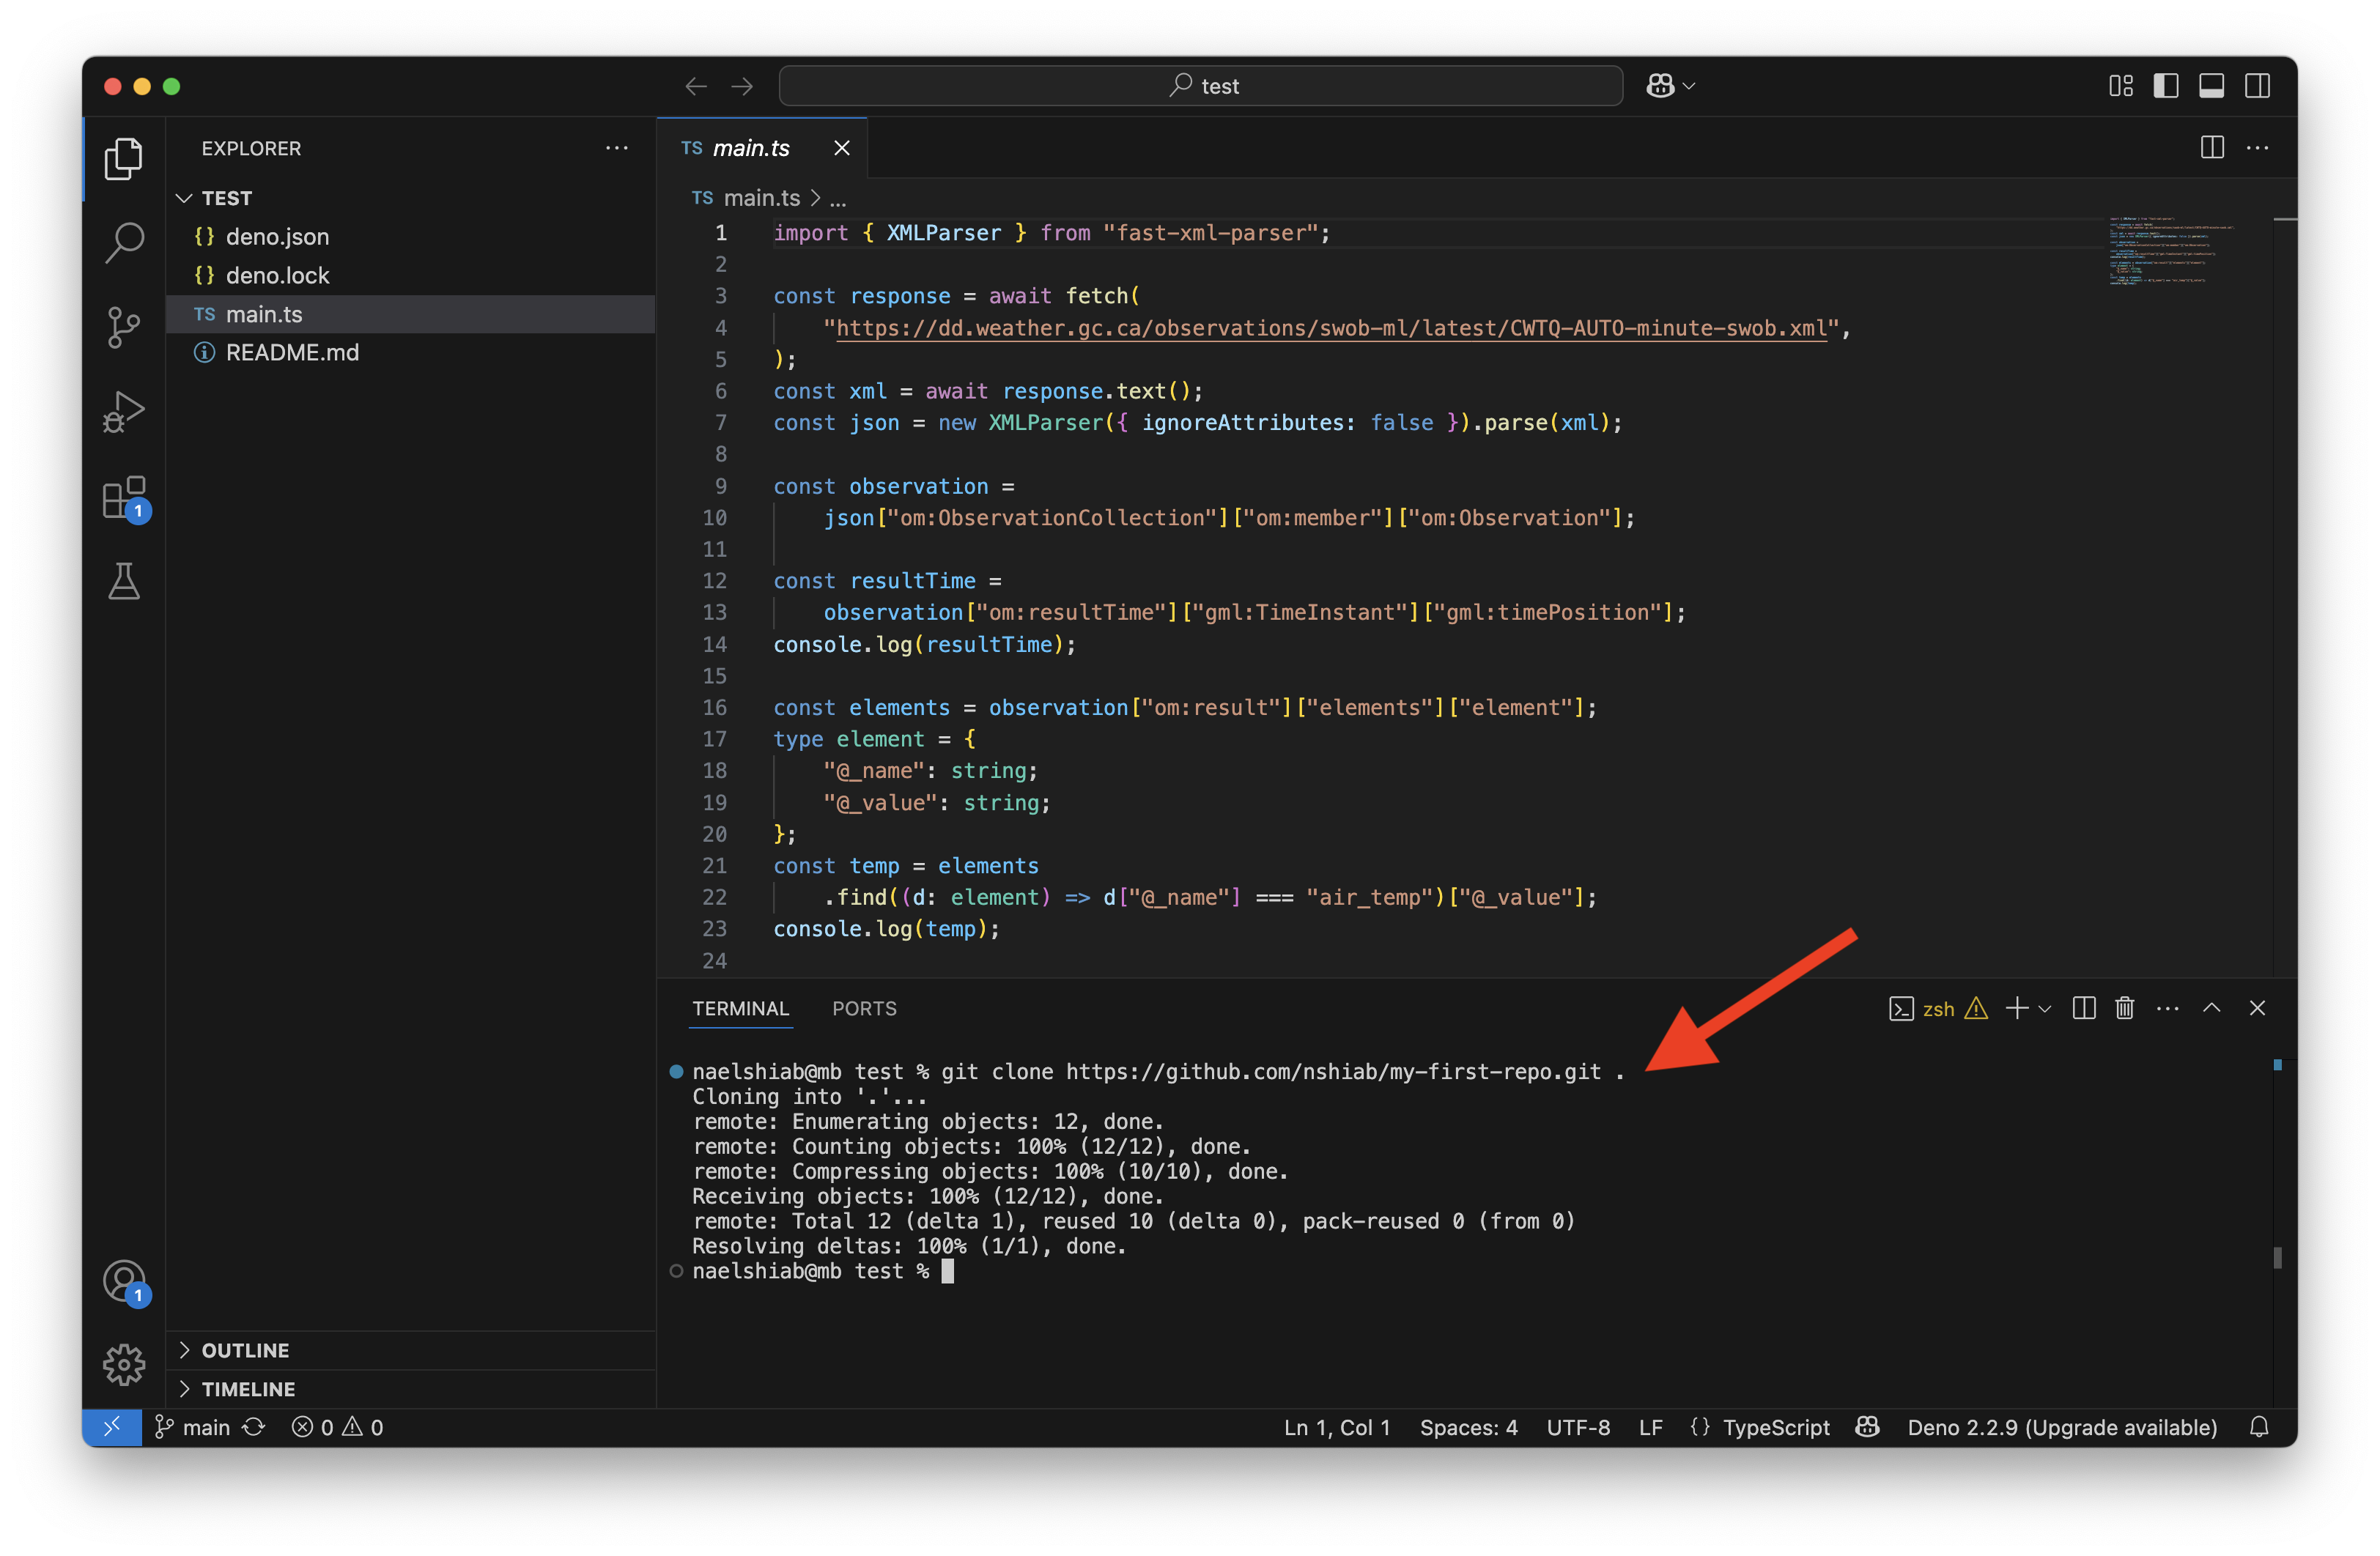 test
EXPLORER
TEST
{} deno.json
{} deno.lock
TS main.ts
README.md
OUTLINE
TIMELINE
1
1
TS main.ts
TS main.ts > ...
1 import { XMLParser } from "fast-xml-parser";
2
3 const response = await fetch(
4 "https://dd.weather.gc.ca/observations/swob-ml/latest/CWTQ-AUTO-minute-swob.xml",
5 );
6 const xml = await response.text();
7 const json = new XMLParser({ ignoreAttributes: false }).parse(xml);
8
9 const observation =
10 json["om:ObservationCollection"]["om:member"]["om:Observation"];
11
12 const resultTime =
13 observation["om:resultTime"]["gml:TimeInstant"]["gml:timePosition"];
14 console.log(resultTime);
15
16 const elements = observation["om:result"]["elements"]["element"];
17 type element = {
18 "@_name": string;
19 "@_value": string;
20 };
21 const temp = elements
22 .find((d: element) => d["@_name"] === "air_temp")["@_value"];
23 console.log(temp);
24
TERMINAL PORTS
zsh
naelshiab@mb test % git clone https://github.com/nshiab/my-first-repo.git .
Cloning into '.'...
remote: Enumerating objects: 12, done.
remote: Counting objects: 100% (12/12), done.
remote: Compressing objects: 100% (10/10), done.
Receiving objects: 100% (12/12), done.
remote: Total 12 (delta 1), reused 10 (delta 0), pack-reused 0 (from 0)
Resolving deltas: 100% (1/1), done.
naelshiab@mb test %
main 0 0 Ln 1, Col 1 Spaces: 4 UTF-8 LF {} TypeScript Deno 2.2.9 (Upgrade available)